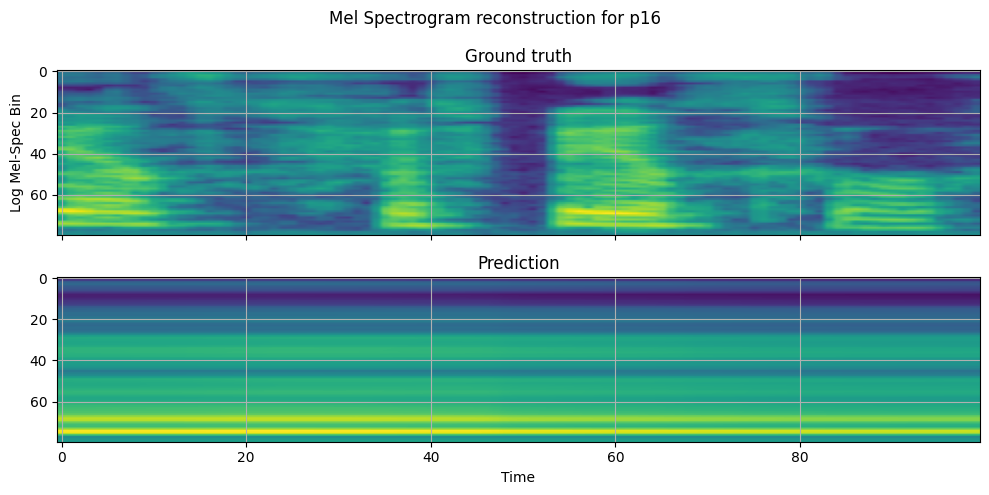 Mel Spectrogram reconstruction for p16
Ground truth
Log Mel-Spec Bin
0
20
40
60
Prediction
0
20
40
60
0 20 40 60 80
Time